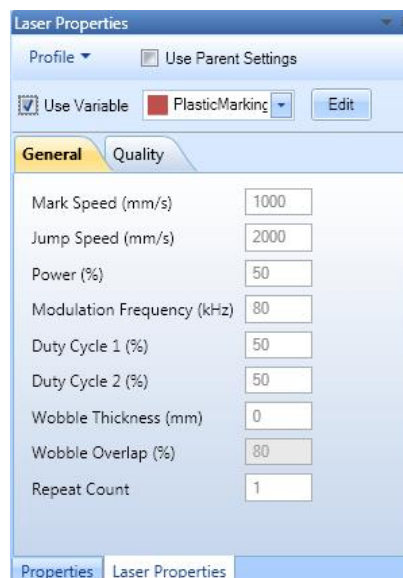 Laser Properties
Profile Use Parent Settings
Use Variable PlasticMarking Edit
General Quality
Mark Speed (mm/s) 1000
Jump Speed (mm/s) 2000
Power (%) 50
Modulation Frequency (kHz) 80
Duty Cycle 1 (%) 50
Duty Cycle 2 (%) 50
Wobble Thickness (mm) 0
Wobble Overlap (%) 80
Repeat Count 1
Properties Laser Properties